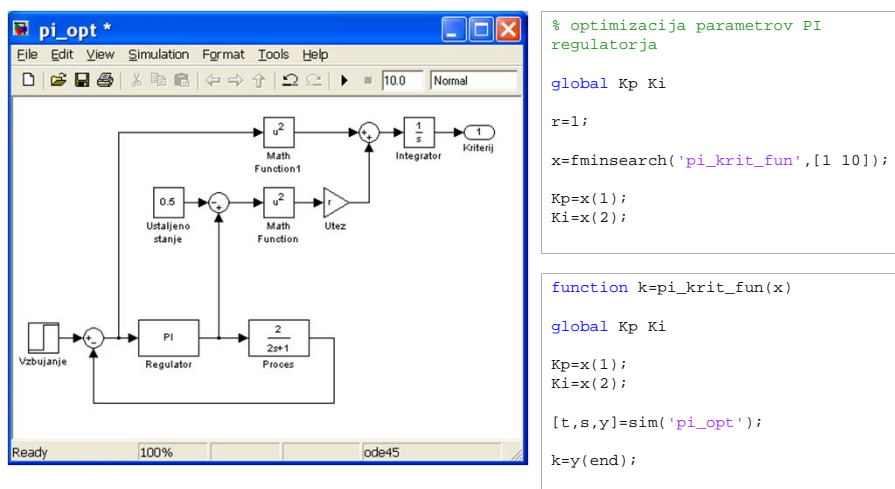 pi_opt *
File Edit View Simulation Format Tools Help
10.0 Normal
u²
Math
Function1
++
1
s
Integrator
1
Kriterij
0.5
Ustaljeno
stanje
-+
u²
Math
Function
r
Utez
Vzbujanje
+-
PI
Regulator
2
2s+1
Proces
Ready 100% ode45
% optimizacija parametrov PI
regulatorja
global Kp Ki
r=1;
x=fminsearch('pi_krit_fun',[1 10]);
Kp=x(1);
Ki=x(2);
function k=pi_krit_fun(x)
global Kp Ki
Kp=x(1);
Ki=x(2);
[t,s,y]=sim('pi_opt');
k=y(end);